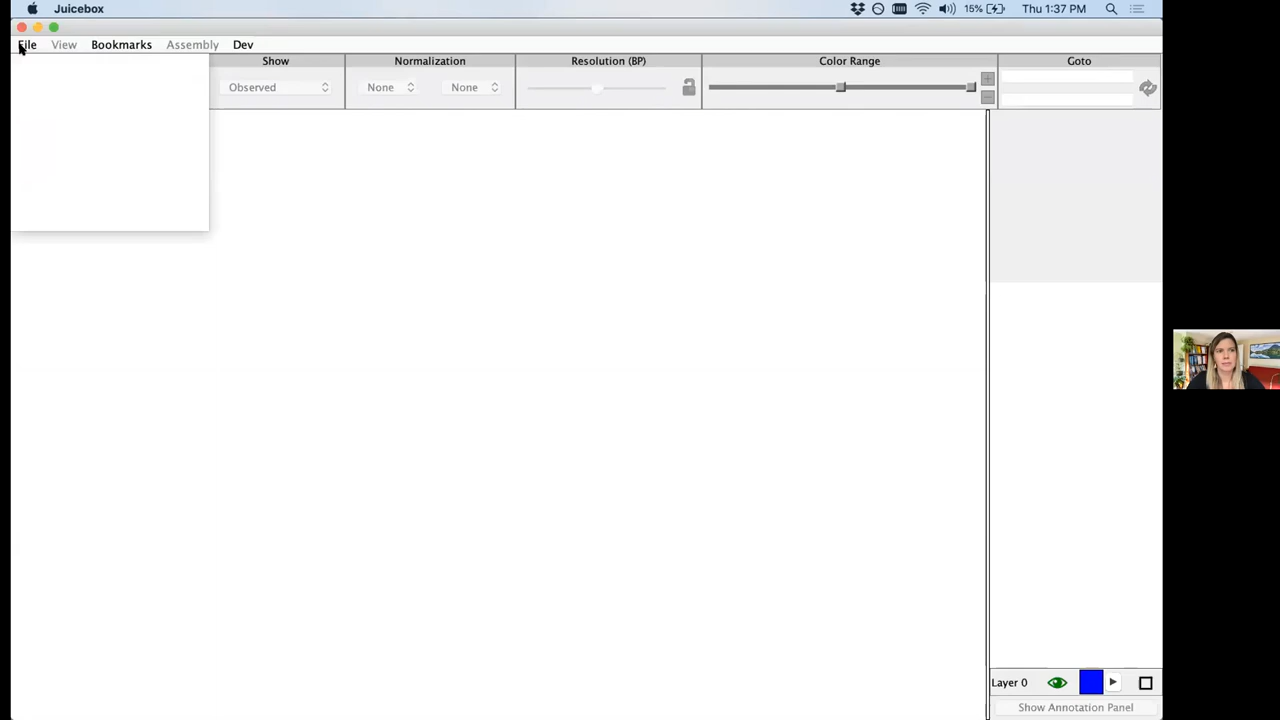 Juicebox 15% Thu 1:37 PM
File View Bookmarks Assembly Dev
Show Normalization Resolution (BP) Color Range Goto
Observed None None
Layer 0
Show Annotation Panel